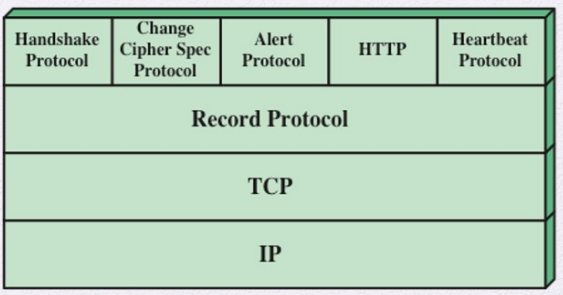 Handshake
Protocol
Change
Cipher Spec
Protocol
Alert
Protocol
HTTP
Heartbeat
Protocol
Record Protocol
TCP
IP